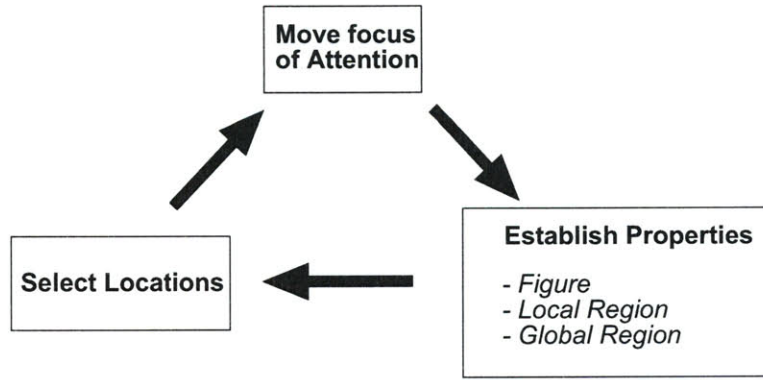 Move focus
of Attention
Establish Properties
- Figure
- Local Region
- Global Region
Select Locations